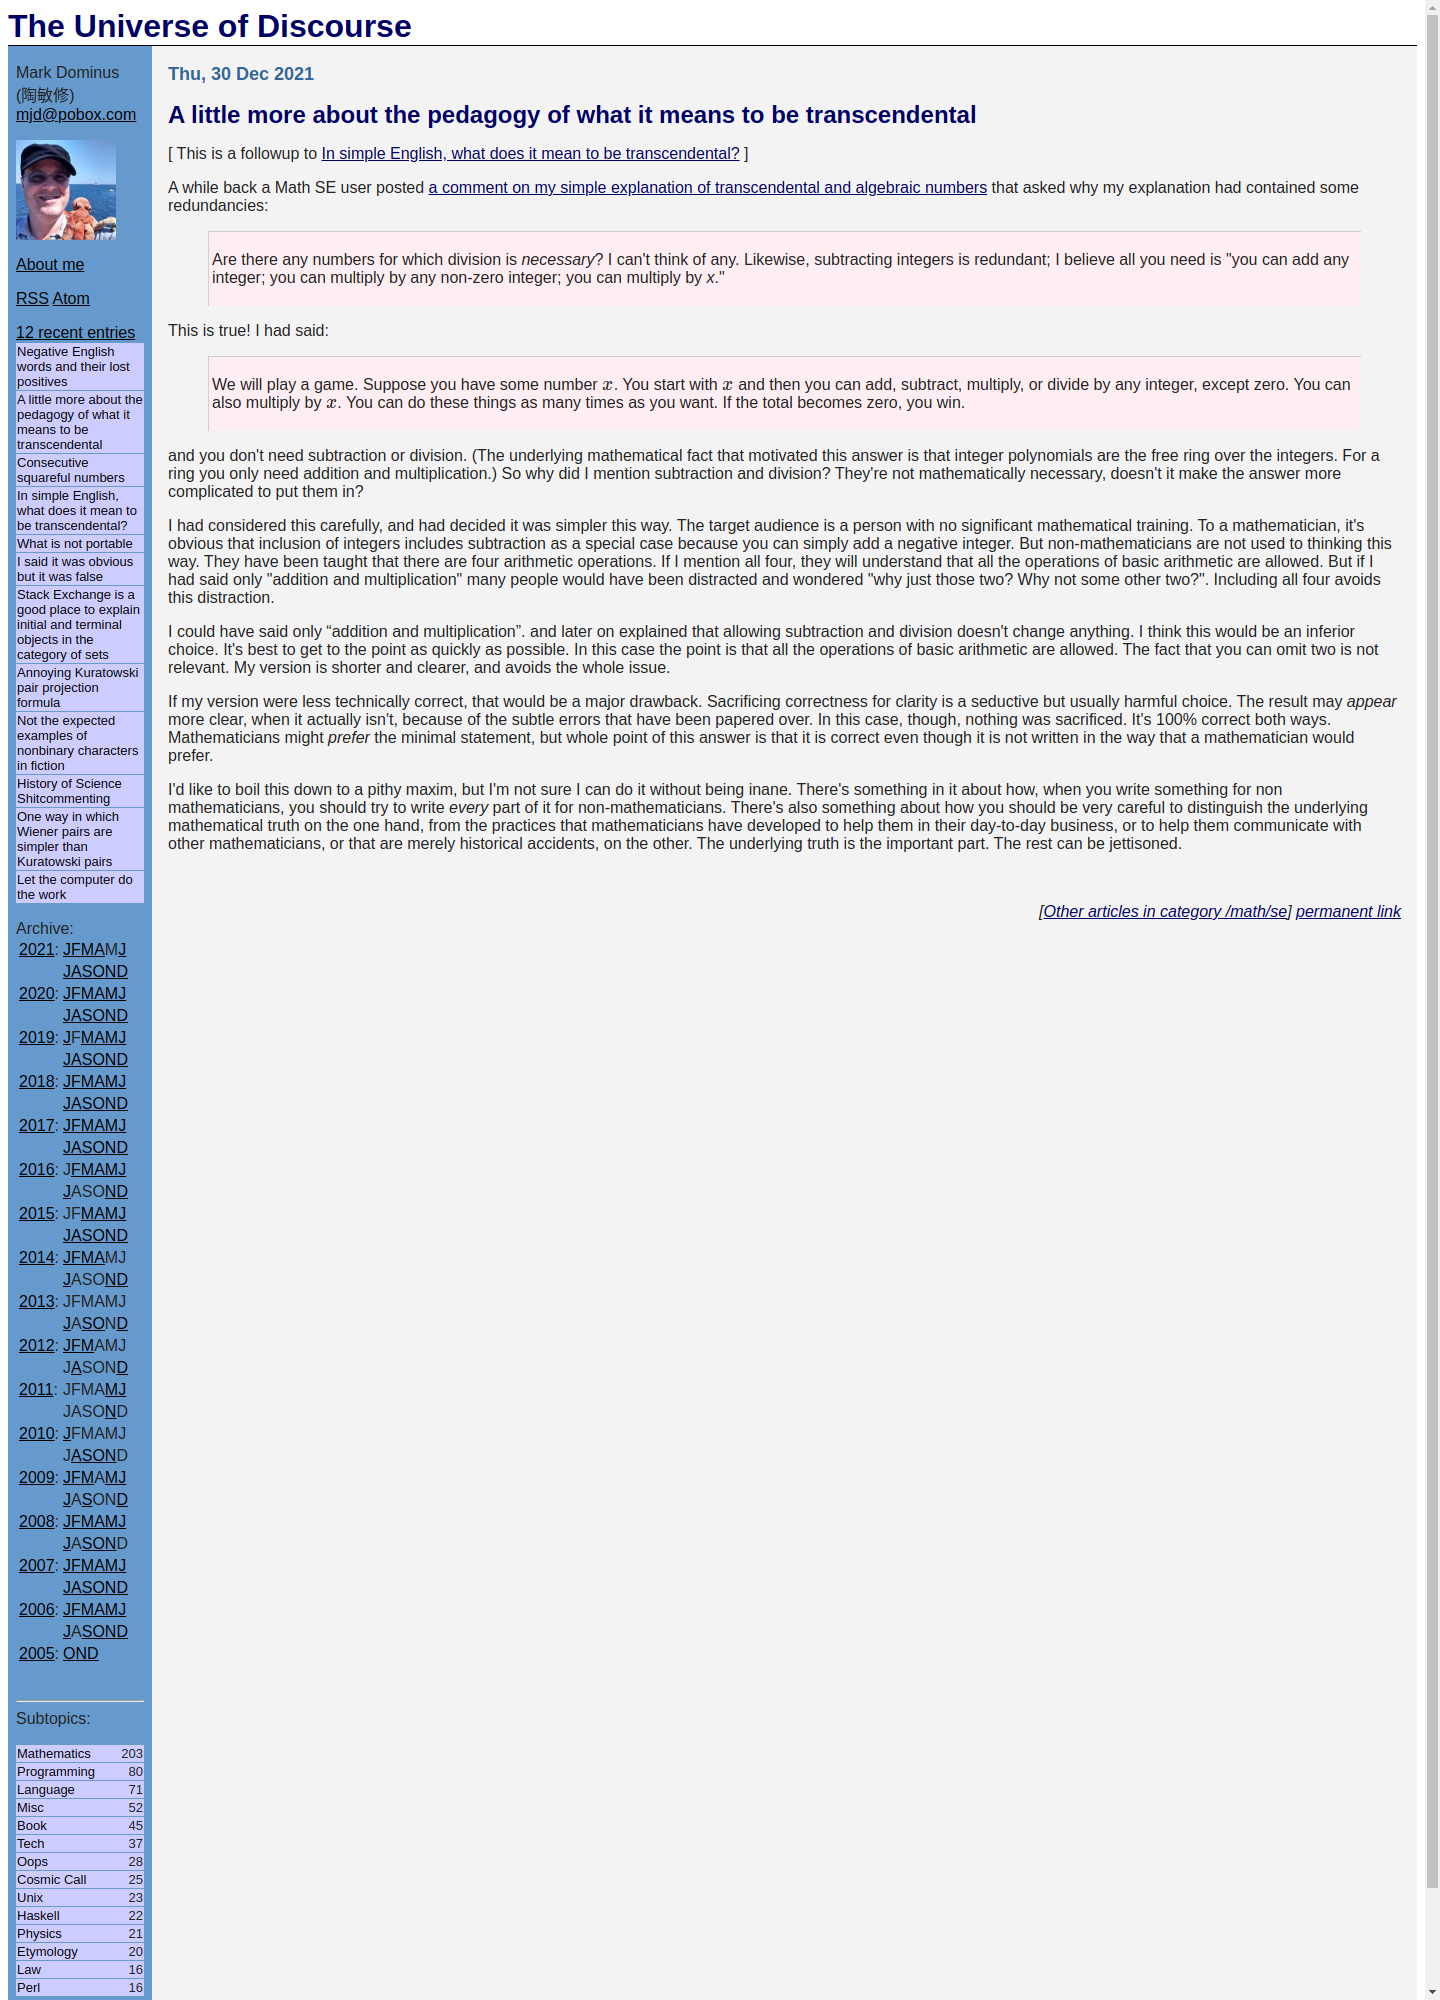 The Universe of Discourse
Mark Dominus
(陶敏修)
mjd@pobox.com
About me
RSS Atom
12 recent entries
Negative English
words and their lost
positives
A little more about the
pedagogy of what it
means to be
transcendental
Consecutive
squareful numbers
In simple English,
what does it mean to
be transcendental?
What is not portable
I said it was obvious
but it was false
Stack Exchange is a
good place to explain
initial and terminal
objects in the
category of sets
Annoying Kuratowski
pair projection
formula
Not the expected
examples of
nonbinary characters
in fiction
History of Science
Shitcommenting
One way in which
Wiener pairs are
simpler than
Kuratowski pairs
Let the computer do
the work
Archive:
2021: JFMAMJ
JASOND
2020: JFMAMJ
JASOND
2019: JFMAMJ
JASOND
2018: JFMAMJ
JASOND
2017: JFMAMJ
JASOND
2016: JFMAMJ
JASOND
2015: JFMAMJ
JASOND
2014: JFMAMJ
JASOND
2013: JFMAMJ
JASOND
2012: JFMAMJ
JASOND
2011: JFMAMJ
JASOND
2010: JFMAMJ
JASOND
2009: JFMAMJ
JASOND
2008: JFMAMJ
JASOND
2007: JFMAMJ
JASOND
2006: JFMAMJ
JASOND
2005: OND
Subtopics:
Mathematics 203
Programming 80
Language 71
Misc 52
Book 45
Tech 37
Oops 28
Cosmic Call 25
Unix 23
Haskell 22
Physics 21
Etymology 20
Law 16
Perl 16
Thu, 30 Dec 2021
A little more about the pedagogy of what it means to be transcendental
[ This is a followup to In simple English, what does it mean to be transcendental? ]
A while back a Math SE user posted a comment on my simple explanation of transcendental and algebraic numbers that asked why my explanation had contained some
redundancies:
Are there any numbers for which division is necessary? I can't think of any. Likewise, subtracting integers is redundant; I believe all you need is "you can add any
integer; you can multiply by any non-zero integer; you can multiply by x."
This is true! I had said:
We will play a game. Suppose you have some number x. You start with x and then you can add, subtract, multiply, or divide by any integer, except zero. You can
also multiply by x. You can do these things as many times as you want. If the total becomes zero, you win.
and you don't need subtraction or division. (The underlying mathematical fact that motivated this answer is that integer polynomials are the free ring over the integers. For a
ring you only need addition and multiplication.) So why did I mention subtraction and division? They're not mathematically necessary, doesn't it make the answer more
complicated to put them in?
I had considered this carefully, and had decided it was simpler this way. The target audience is a person with no significant mathematical training. To a mathematician, it's
obvious that inclusion of integers includes subtraction as a special case because you can simply add a negative integer. But non-mathematicians are not used to thinking this
way. They have been taught that there are four arithmetic operations. If I mention all four, they will understand that all the operations of basic arithmetic are allowed. But if I
had said only "addition and multiplication" many people would have been distracted and wondered "why just those two? Why not some other two?". Including all four avoids
this distraction.
I could have said only “addition and multiplication”. and later on explained that allowing subtraction and division doesn't change anything. I think this would be an inferior
choice. It's best to get to the point as quickly as possible. In this case the point is that all the operations of basic arithmetic are allowed. The fact that you can omit two is not
relevant. My version is shorter and clearer, and avoids the whole issue.
If my version were less technically correct, that would be a major drawback. Sacrificing correctness for clarity is a seductive but usually harmful choice. The result may appear
more clear, when it actually isn't, because of the subtle errors that have been papered over. In this case, though, nothing was sacrificed. It's 100% correct both ways.
Mathematicians might prefer the minimal statement, but whole point of this answer is that it is correct even though it is not written in the way that a mathematician would
prefer.
I'd like to boil this down to a pithy maxim, but I'm not sure I can do it without being inane. There's something in it about how, when you write something for non
mathematicians, you should try to write every part of it for non-mathematicians. There's also something about how you should be very careful to distinguish the underlying
mathematical truth on the one hand, from the practices that mathematicians have developed to help them in their day-to-day business, or to help them communicate with
other mathematicians, or that are merely historical accidents, on the other. The underlying truth is the important part. The rest can be jettisoned.
[Other articles in category /math/se] permanent link